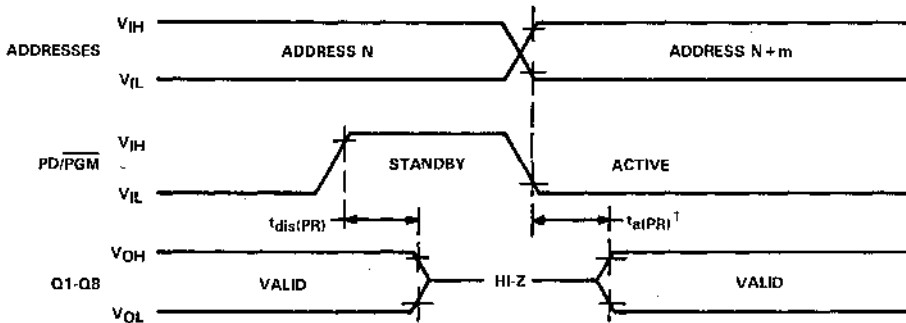 VIH
ADDRESSES ADDRESS N ADDRESS N+m
VIL
VIH
PD/PGM STANDBY ACTIVE
VIL
tdis(PR) ta(PR)†
VOH
Q1-Q8 VALID HI-Z VALID
VOL